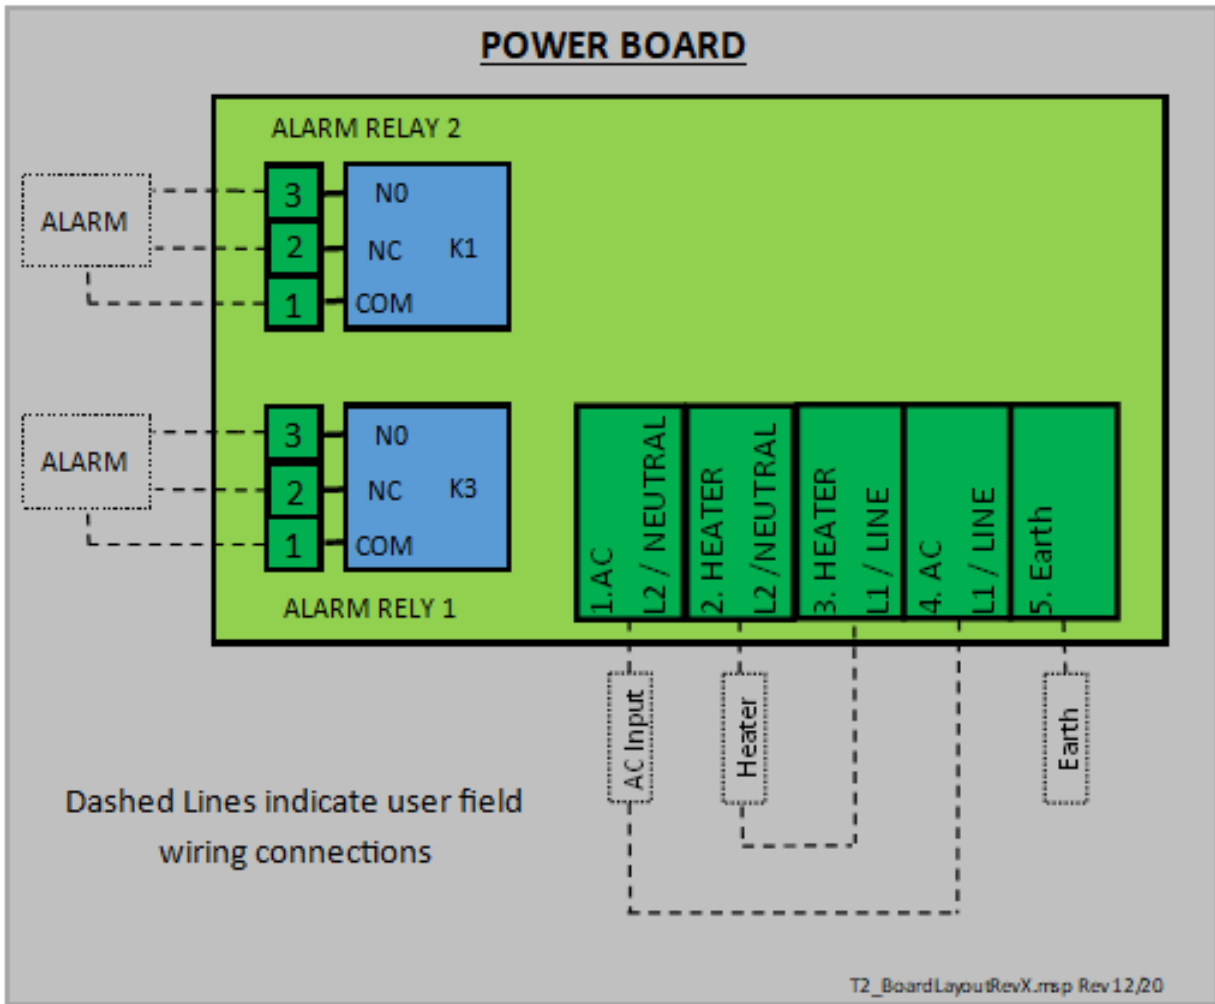 POWER BOARD
ALARM RELAY 2
ALARM
3
N0
2
NC
K1
1
COM
ALARM
3
N0
2
NC
K3
1
COM
ALARM RELY 1
1.AC
L2 / NEUTRAL
2. HEATER
L2 /NEUTRAL
3. HEATER
L1 / LINE
4. AC
L1 / LINE
5. Earth
AC Input
Heater
Earth
Dashed Lines indicate user field
wiring connections
T2_BoardLayoutRevX.msp Rev 12/20